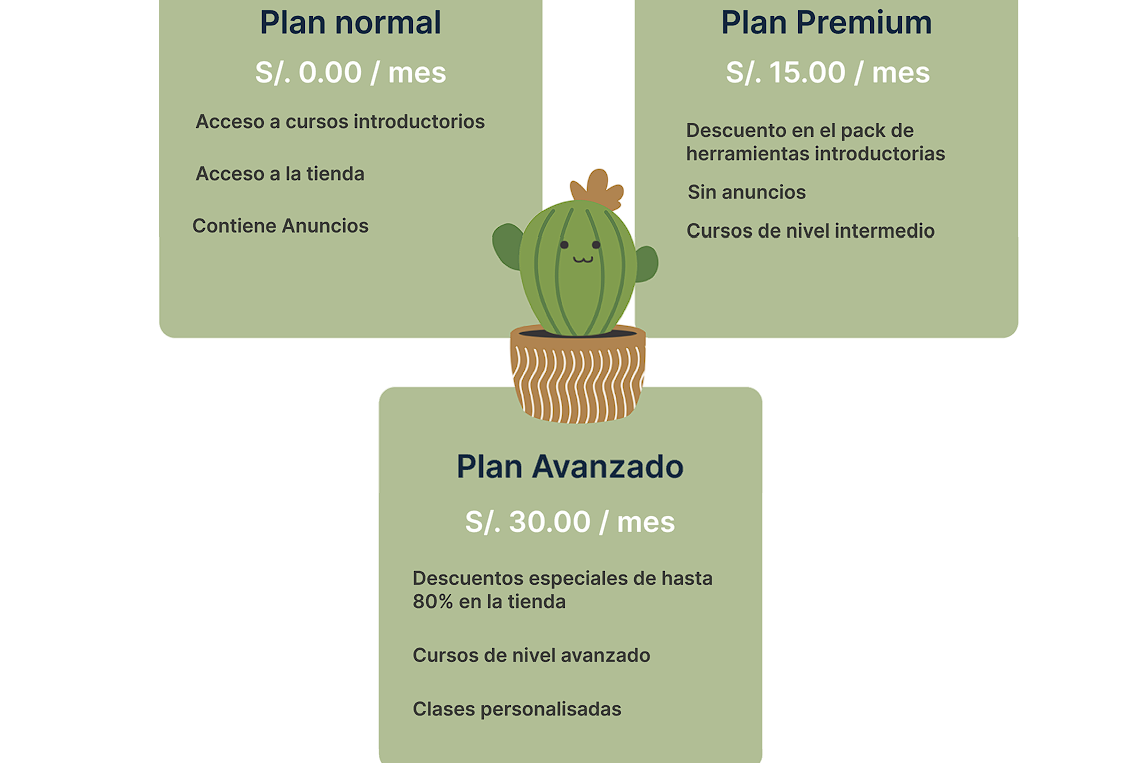 Plan normal
S/. 0.00 / mes
Acceso a cursos introductorios
Acceso a la tienda
Contiene Anuncios
Plan Premium
S/. 15.00 / mes
Descuento en el pack de
herramientas introductorias
Sin anuncios
Cursos de nivel intermedio
Plan Avanzado
S/. 30.00 / mes
Descuentos especiales de hasta
80% en la tienda
Cursos de nivel avanzado
Clases personalisadas